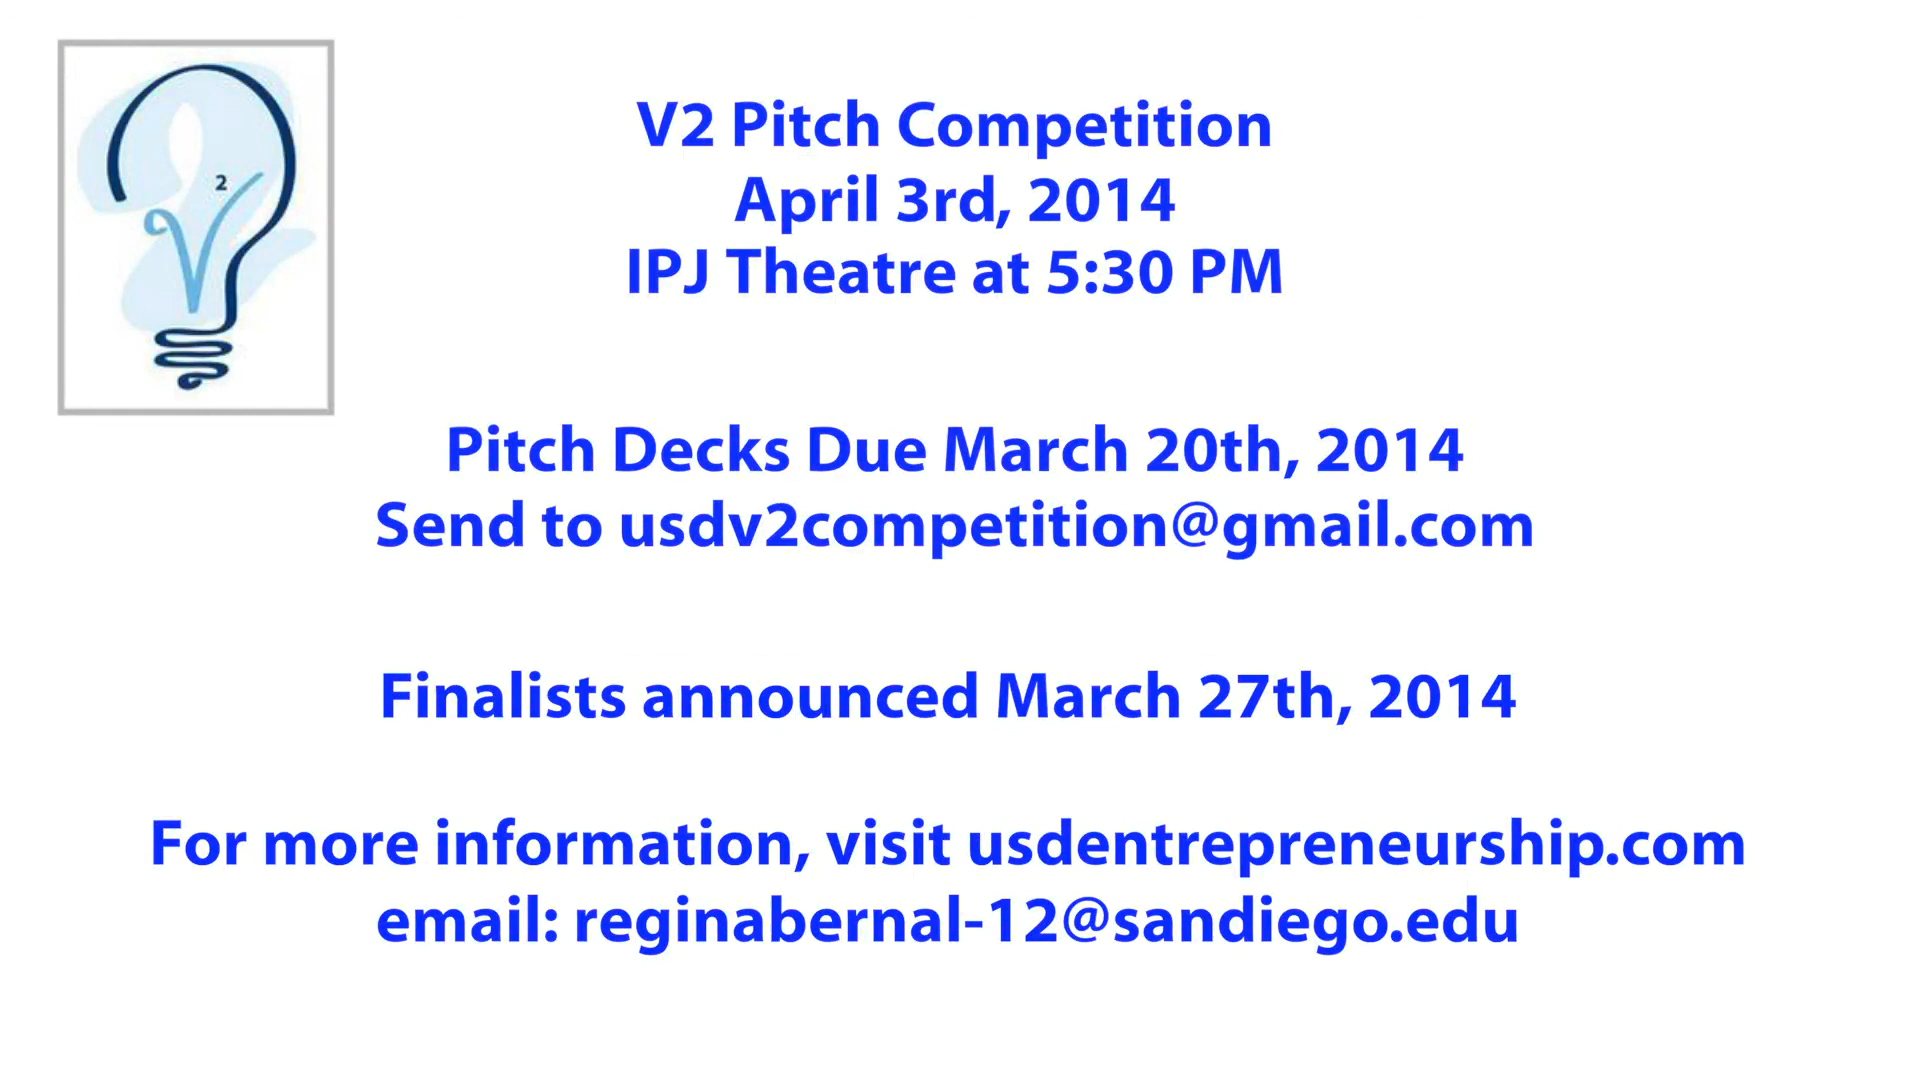 V2 Pitch Competition
April 3rd, 2014
IPJ Theatre at 5:30 PM
Pitch Decks Due March 20th, 2014
Send to usdv2competition@gmail.com
Finalists announced March 27th, 2014
For more information, visit usdentrepreneurship.com
email: reginabernal-12@sandiego.edu
V2